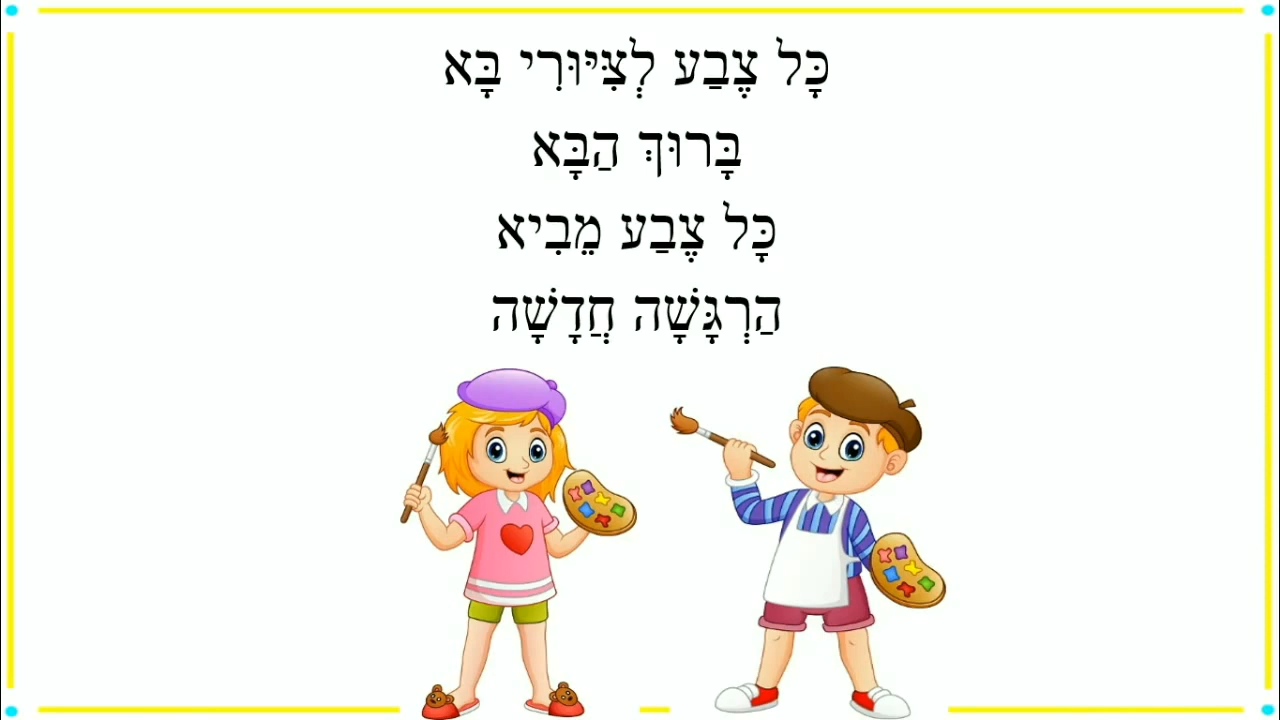 כָּל צֶבַע לְצִיּוּרִי בָּא
בָּרוּךְ הַבָּא
כָּל צֶבַע מֵבִיא
הַרְגָּשָׁה חֲדָשָׁה